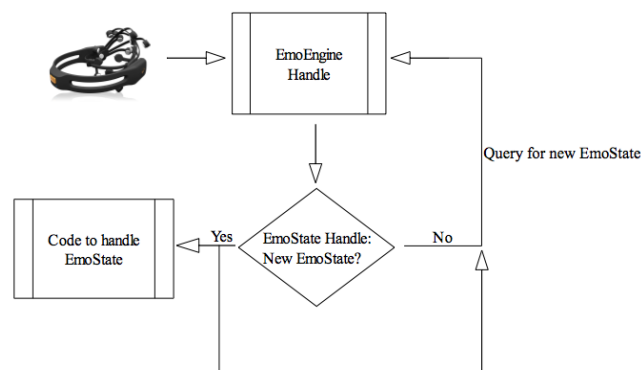 EmoEngine
Handle
Query for new EmoState
Code to handle
EmoState
Yes
EmoState Handle:
New EmoState?
No